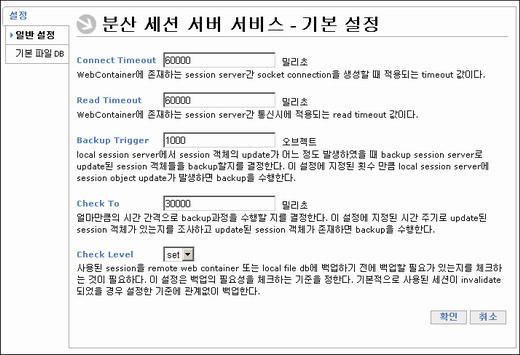 설정
일반 설정
기본 파일 DB
분산 세션 서버 서비스 - 기본 설정
Connect Timeout 60000 밀리초
WebContainer에 존재하는 session server간 socket connection을 생성할 때 적용되는 timeout 값이다.
Read Timeout 60000 밀리초
WebContainer에 존재하는 session server간 통신시에 적용되는 read timeout 값이다.
Backup Trigger 1000 오브젝트
local session server에서 session 객체의 update가 어느 정도 발생하였을 때 backup session server로
update된 session 객체들을 backup할지를 결정한다. 이 설정에 지정된 횟수 만큼 local session server에
session object update가 발생하면 backup을 수행한다.
Check To 30000 밀리초
얼마만큼의 시간 간격으로 backup과정을 수행할 지를 결정한다. 이 설정에 지정된 시간 주기로 update된
session 객체가 있는지를 조사하고 update된 session 객체가 존재하면 backup을 수행한다.
Check Level set
사용된 session을 remote web container 또는 local file db에 백업하기 전에 백업할 필요가 있는지를 체크하
는 것이 필요하다. 이 설정은 백업의 필요성을 체크하는 기준을 정한다. 기본적으로 사용된 세션이 invalidate
되었을 경우 설정한 기준에 관계없이 백업한다.
확인 취소